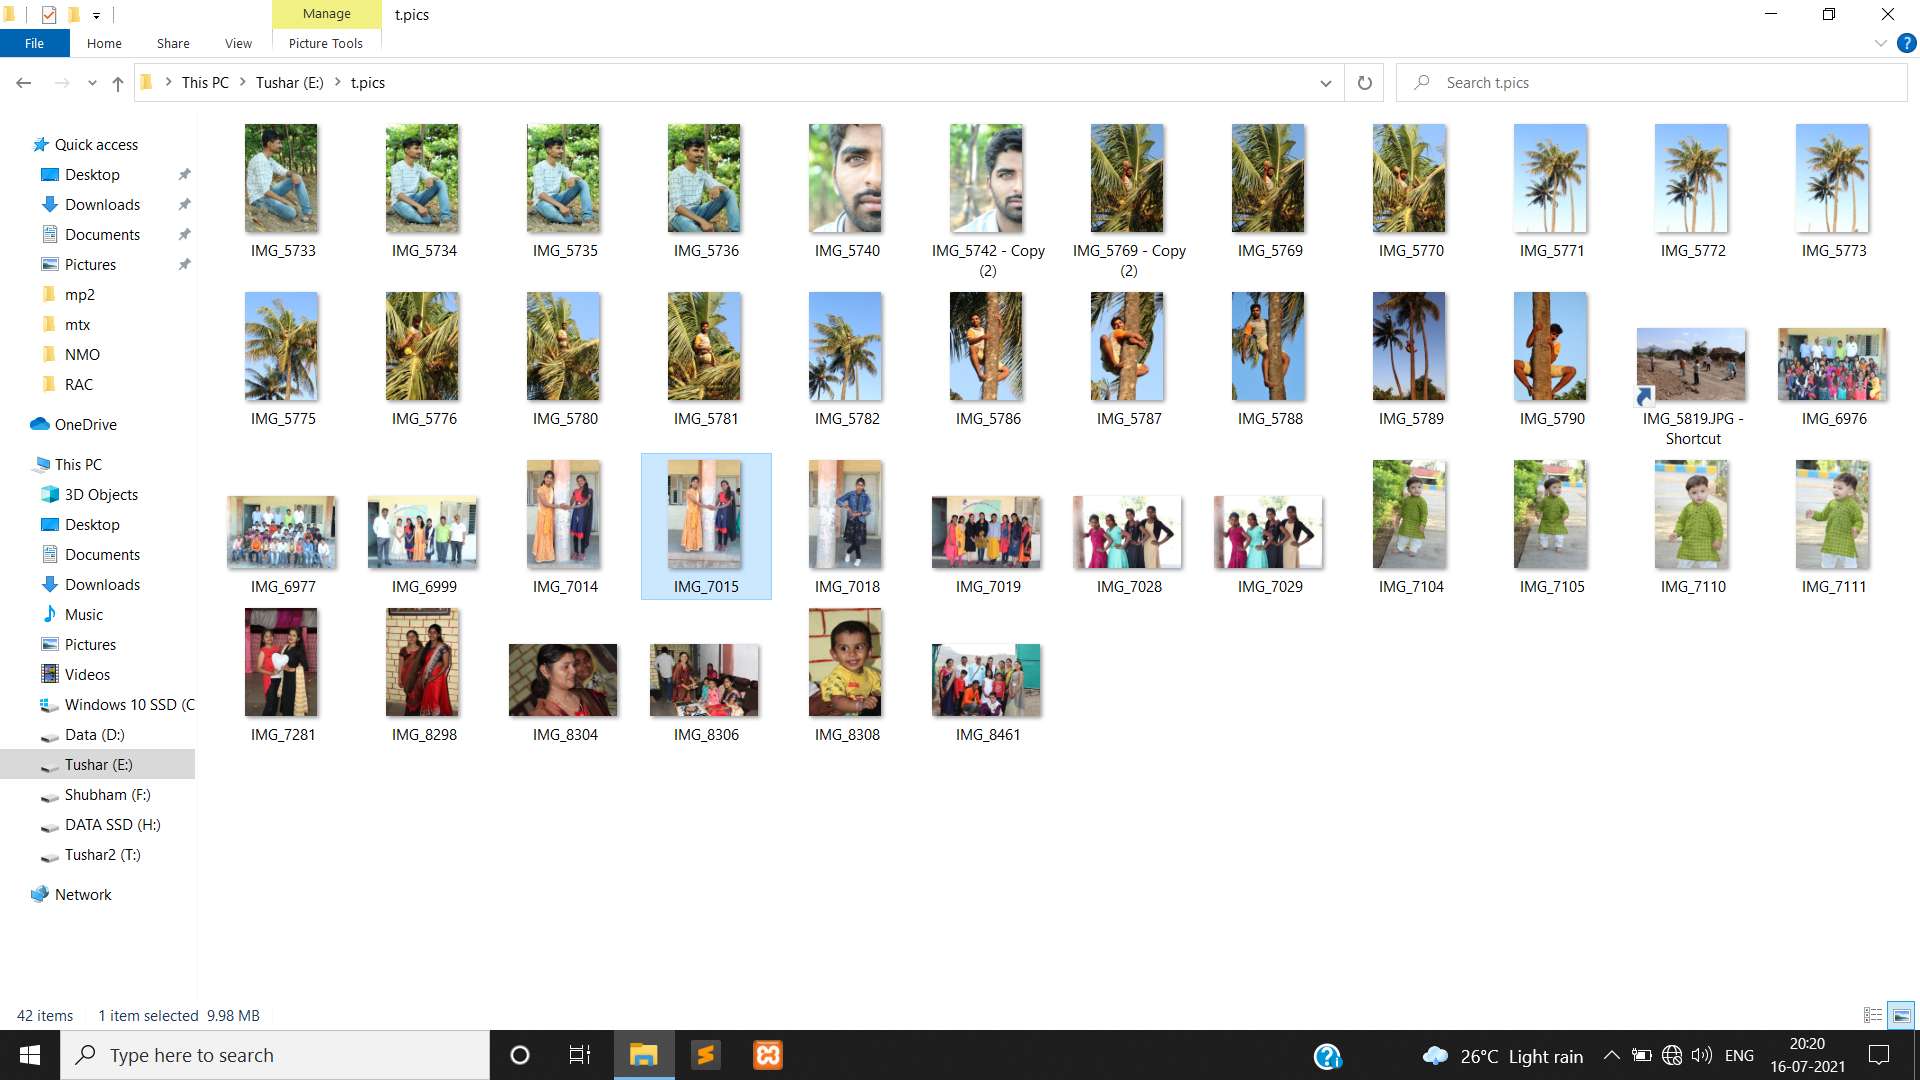 Manage
t.pics
File
Home
Share
View
Picture Tools
?
This PC
Tushar (E:)
t.pics
Search t.pics
Quick access
Desktop
Downloads
Documents
Pictures
mp2
mtx
NMO
RAC
OneDrive
This PC
3D Objects
Desktop
Documents
Downloads
Music
Pictures
Videos
Windows 10 SSD (C
Data (D:)
Tushar (E:)
Shubham (F:)
DATA SSD (H:)
Tushar2 (T:)
Network
IMG_5733 IMG_5734 IMG_5735 IMG_5736 IMG_5740 IMG_5742 - Copy IMG_5769 - Copy IMG_5769 IMG_5770 IMG_5771 IMG_5772 IMG_5773
(2) (2)
IMG_5775 IMG_5776 IMG_5780 IMG_5781 IMG_5782 IMG_5786 IMG_5787 IMG_5788 IMG_5789 IMG_5790 IMG_5819.JPG - IMG_6976
Shortcut
IMG_6977 IMG_6999 IMG_7014 IMG_7015 IMG_7018 IMG_7019 IMG_7028 IMG_7029 IMG_7104 IMG_7105 IMG_7110 IMG_7111
IMG_7281 IMG_8298 IMG_8304 IMG_8306 IMG_8308 IMG_8461
42 items 1 item selected 9.98 MB
Type here to search
26°C Light rain
ENG
20:20
16-07-2021